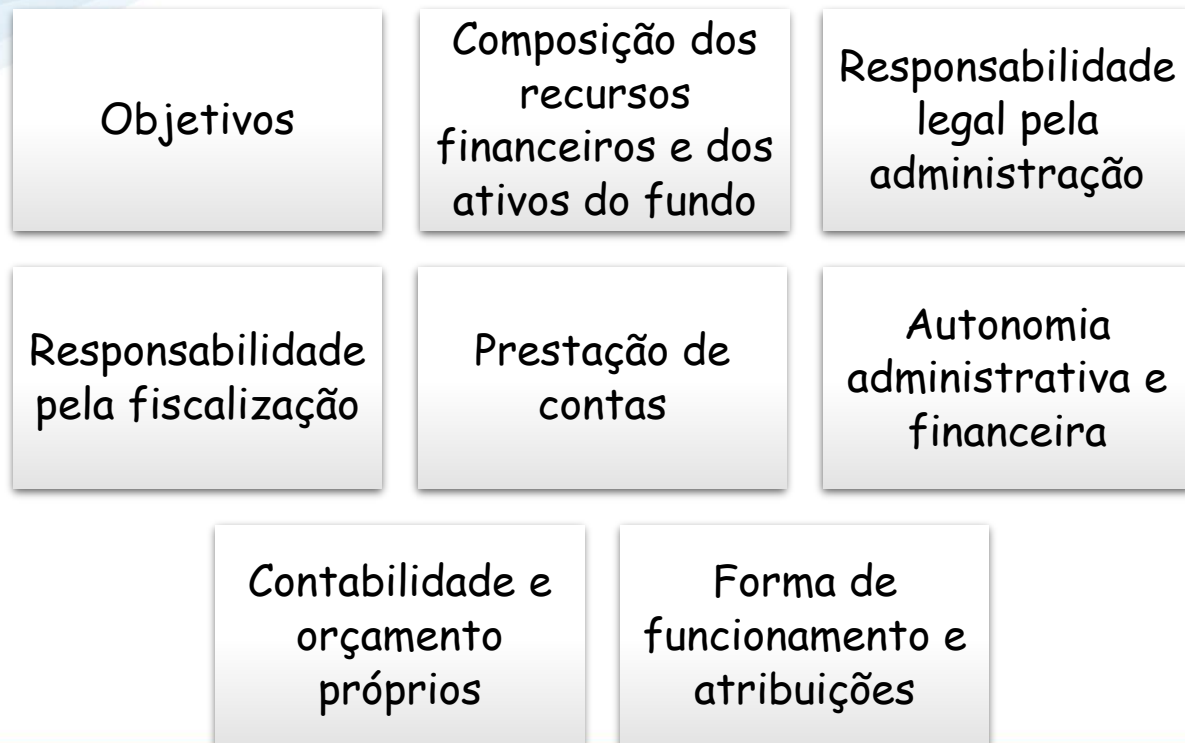 Objetivos
Composição dos
recursos
financeiros e dos
ativos do fundo
Responsabilidade
legal pela
administração
Responsabilidade
pela fiscalização
Prestação de
contas
Autonomia
administrativa e
financeira
Contabilidade e
orçamento
próprios
Forma de
funcionamento e
atribuições